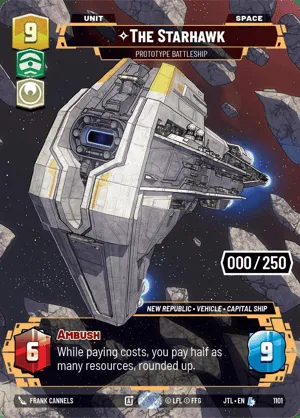 UNIT
SPACE
9
✧THE STARHAWK
PROTOTYPE BATTLESHIP
000/250
NEW REPUBLIC • VEHICLE • CAPITAL SHIP
AMBUSH
6
While paying costs, you pay half as
many resources, rounded up.
9
FRANK CANNELS
© LFL © FFG
JTL • EN
1101